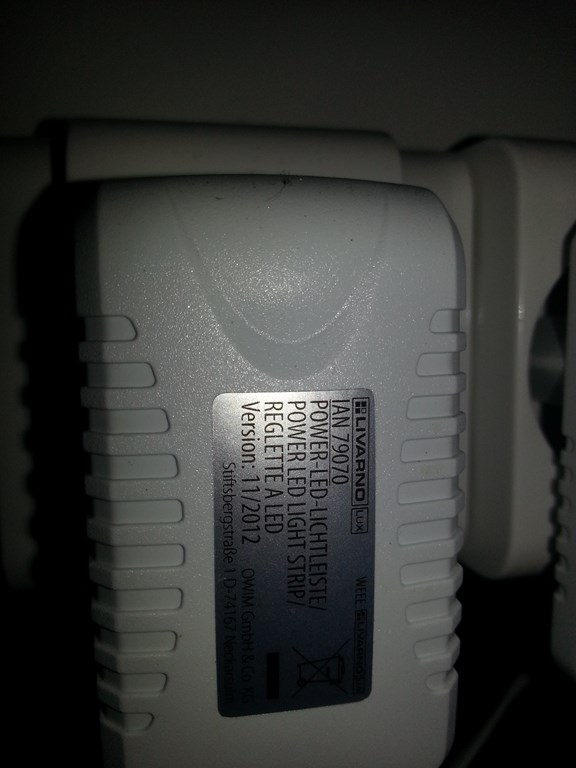 LIVARNO LUX
IAN 79070
POWER-LED-LICHTLEISTE/
POWER LED LIGHT STRIP/
REGLETTE A LED
Version: 11/2012
WEEE
OWIM GmbH & Co KG
Stiftsbergstraße 1 D-74167 Neckarsulm